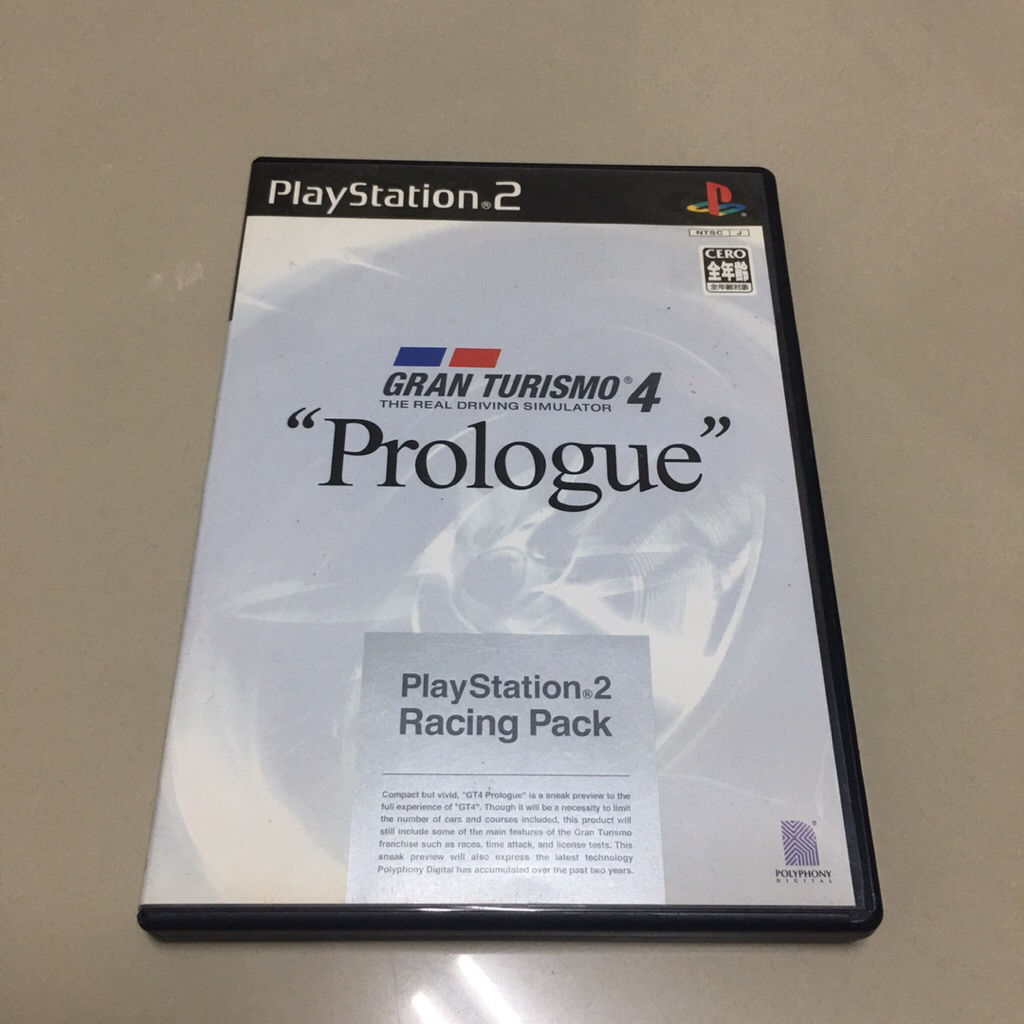 PlayStation®2
NTSC J
CERO
全年齢
全年齢対象
GRAN TURISMO® 4
THE REAL DRIVING SIMULATOR
“Prologue”
PlayStation®2
Racing Pack
Compact but vivid, "GT4 Prologue" is a sneak preview to the
full experience of "GT4". Though it will be a necessity to limit
the number of cars and courses included, this product will
still include some of the main features of the Gran Turismo
franchise such as races, time attack, and license tests. This
sneak preview will also express the latest technology
Polyphony Digital has accumulated over the past two years.
POLYPHONY
DIGITAL